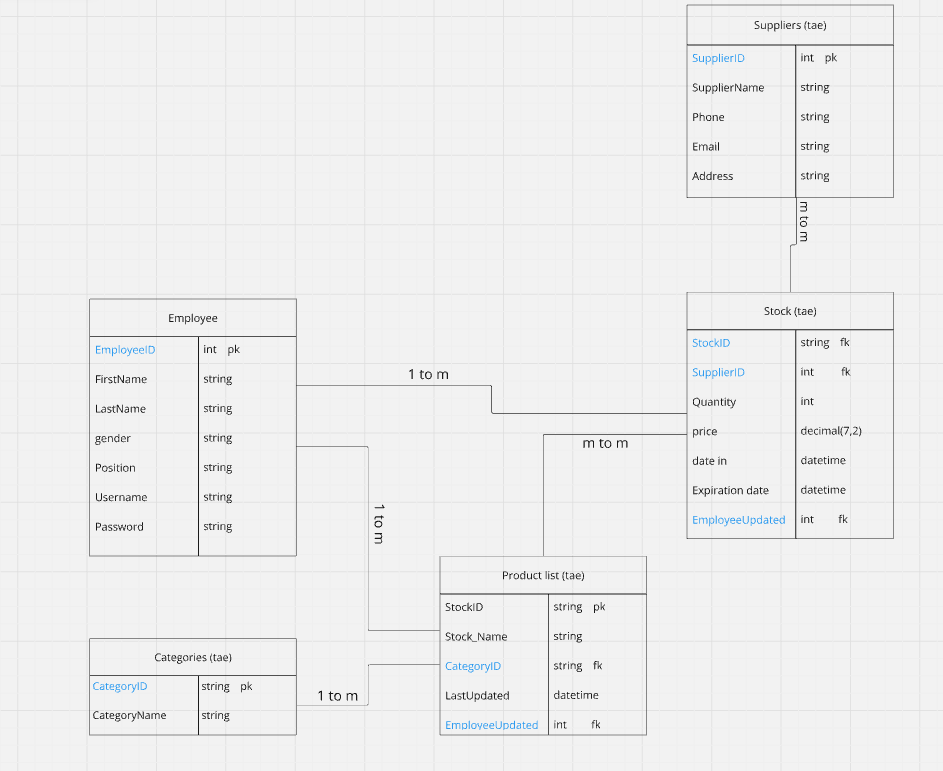 Suppliers (tae)
SupplierID int pk
SupplierName string
Phone string
Email string
Address string
m to m
Employee
EmployeeID int pk
FirstName string
LastName string
gender string
Position string
Username string
Password string
1 to m
Stock (tae)
StockID string fk
SupplierID int fk
Quantity int
price decimal(7,2)
date in datetime
Expiration date datetime
EmployeeUpdated int fk
m to m
1 to m
Product list (tae)
StockID string pk
Stock_Name string
CategoryID string fk
LastUpdated datetime
EmployeeUpdated int fk
Categories (tae)
CategoryID string pk
CategoryName string
1 to m